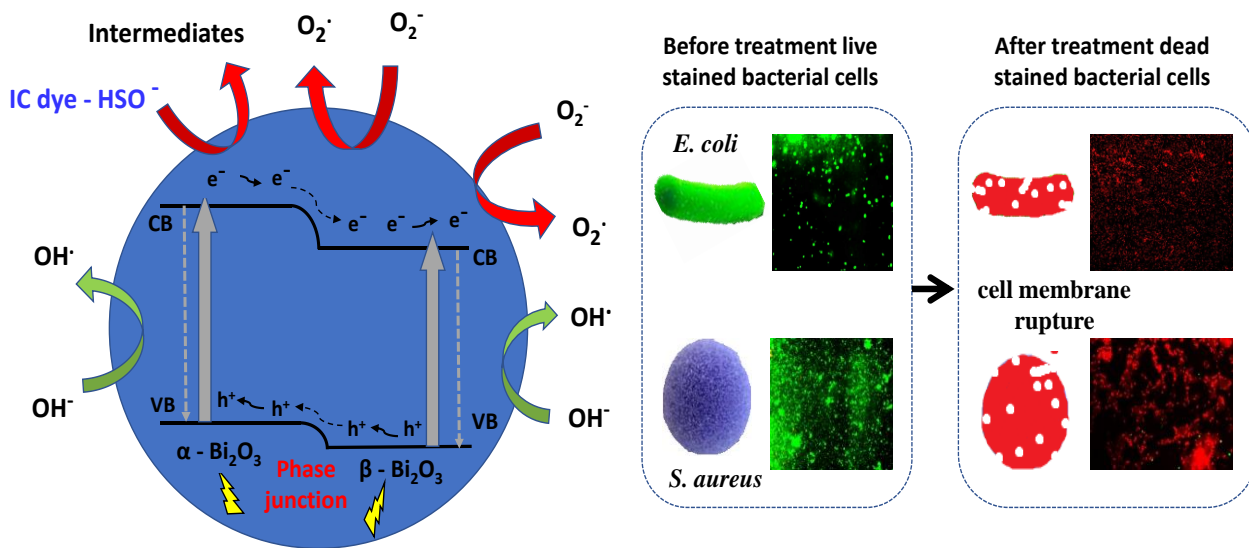 Intermediates
O₂˙
O₂⁻
IC dye - HSO⁻
O₂⁻
O₂˙
e⁻
e⁻
e⁻
e⁻
e⁻
CB
CB
OH˙
OH⁻
OH˙
OH⁻
VB
h⁺
h⁺
h⁺
h⁺
VB
α - Bi₂O₃
Phase
junction
β - Bi₂O₃
Before treatment live
stained bacterial cells
E. coli
S. aureus
After treatment dead
stained bacterial cells
cell membrane
rupture